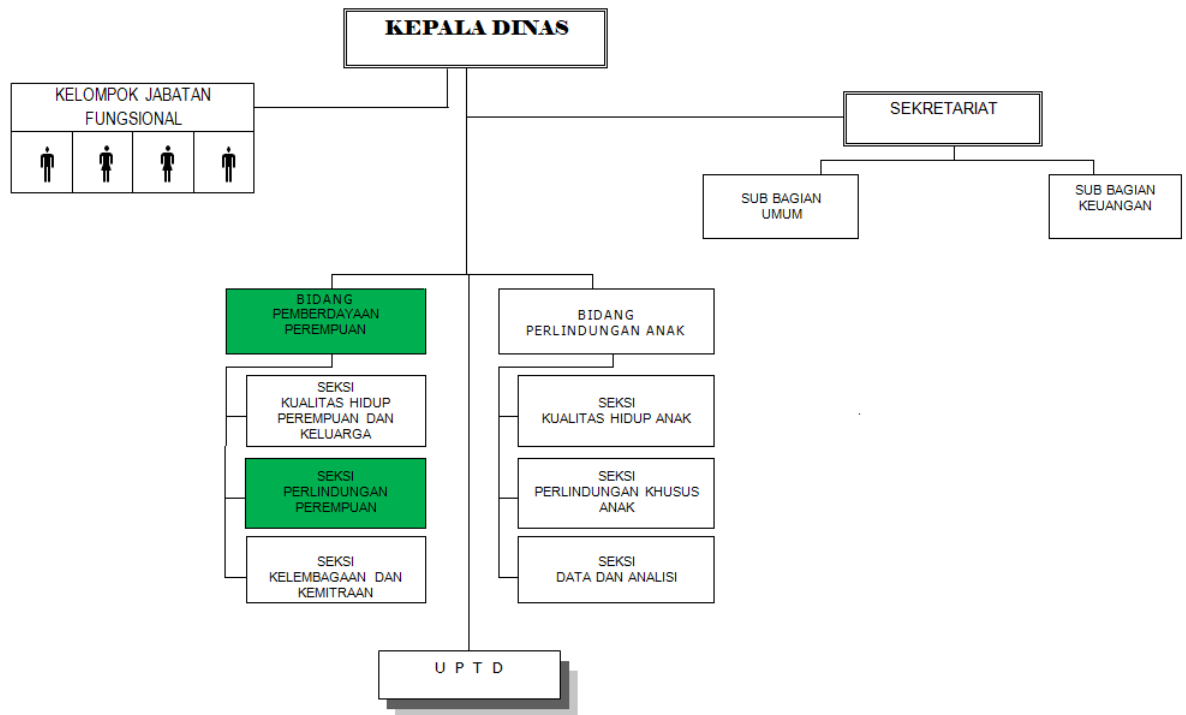 KEPALA DINAS
KELOMPOK JABATAN
FUNGSIONAL
SEKRETARIAT
SUB BAGIAN
UMUM
SUB BAGIAN
KEUANGAN
BIDANG
PEMBERDAYAAN
PEREMPUAN
BIDANG
PERLINDUNGAN ANAK
SEKSI
KUALITAS HIDUP
PEREMPUAN DAN
KELUARGA
SEKSI
KUALITAS HIDUP ANAK
SEKSI
PERLINDUNGAN
PEREMPUAN
SEKSI
PERLINDUNGAN KHUSUS
ANAK
SEKSI
KELEMBAGAAN DAN
KEMITRAAN
SEKSI
DATA DAN ANALISI
U P T D